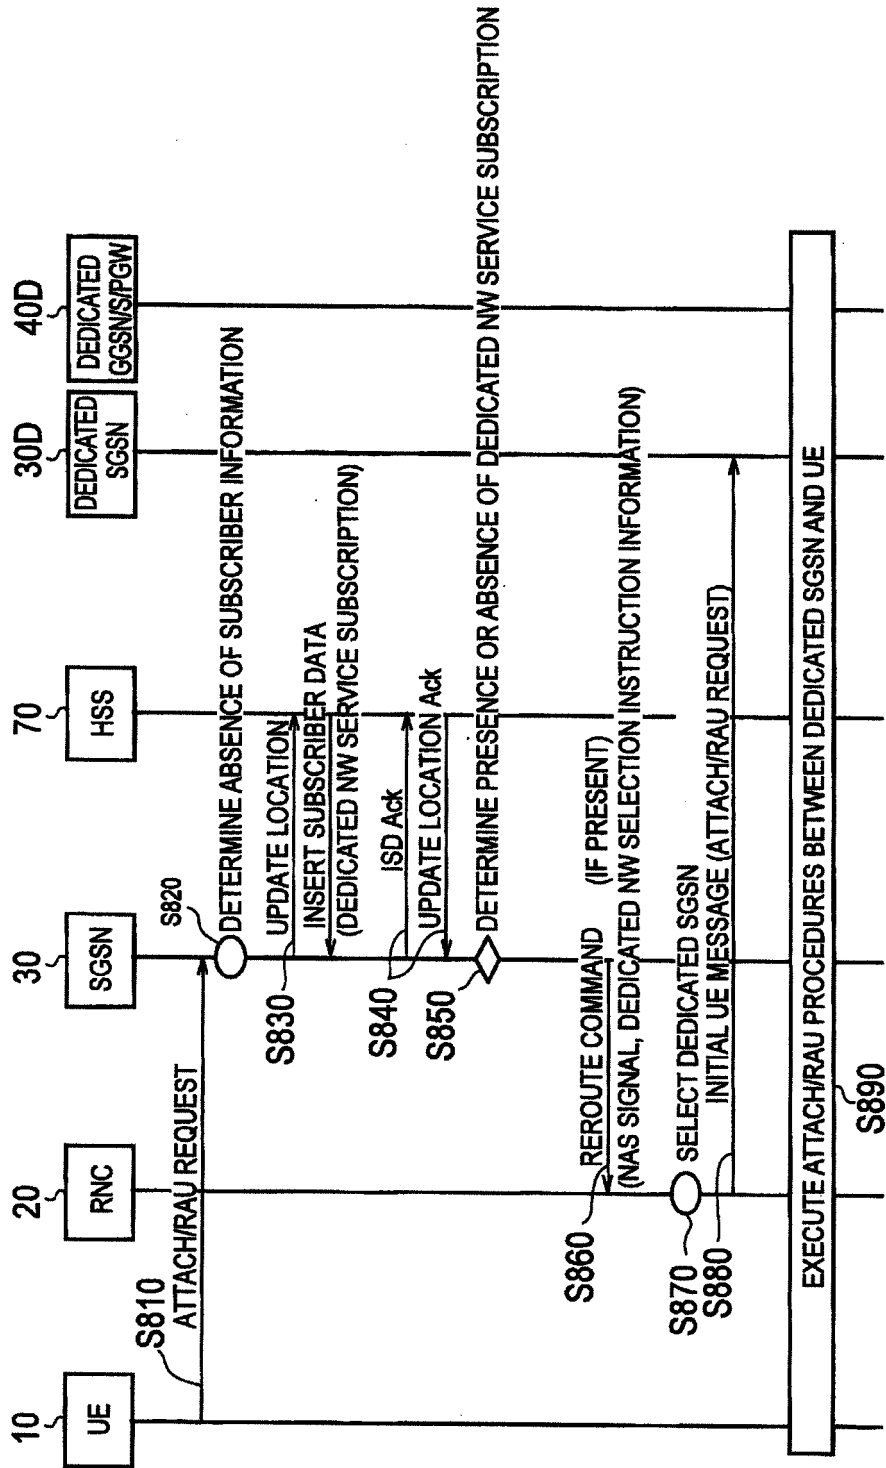 10
UE
20
RNC
30
SGSN
70
HSS
30D
DEDICATED
SGSN
40D
DEDICATED
GGSN/S/PGW
S810
ATTACH/RAU REQUEST
S820
DETERMINE ABSENCE OF SUBSCRIBER INFORMATION
S830
UPDATE LOCATION
INSERT SUBSCRIBER DATA
(DEDICATED NW SERVICE SUBSCRIPTION)
S840
ISD Ack
UPDATE LOCATION Ack
S850
DETERMINE PRESENCE OR ABSENCE OF DEDICATED NW SERVICE SUBSCRIPTION
S860
REROUTE COMMAND (IF PRESENT)
(NAS SIGNAL, DEDICATED NW SELECTION INSTRUCTION INFORMATION)
S870
SELECT DEDICATED SGSN
S880
INITIAL UE MESSAGE (ATTACH/RAU REQUEST)
EXECUTE ATTACH/RAU PROCEDURES BETWEEN DEDICATED SGSN AND UE
S890